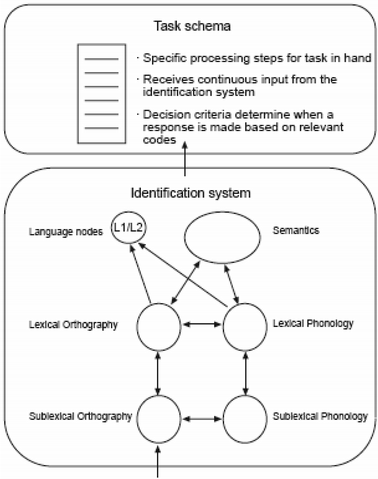 Task schema
· Specific processing steps for task in hand
· Receives continuous input from the
identification system
· Decision criteria determine when a
response is made based on relevant
codes
Identification system
Language nodes
L1/L2
Semantics
Lexical Orthography
Lexical Phonology
Sublexical Orthography
Sublexical Phonology